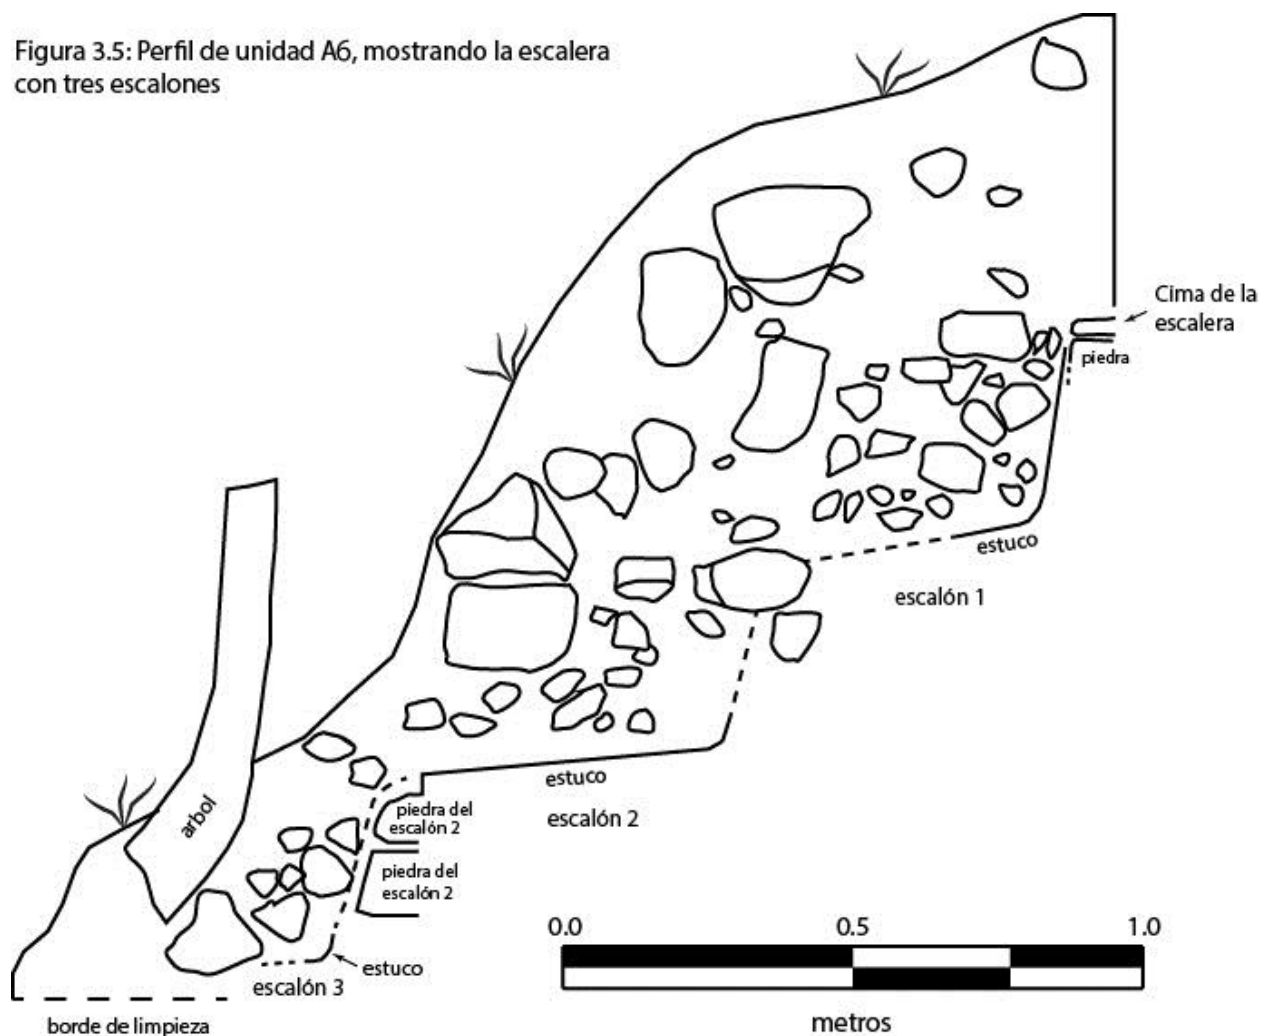 Figura 3.5: Perfil de unidad A6, mostrando la escalera
con tres escalones
Cima de la
escalera
piedra
estuco
escalón 1
estuco
escalón 2
piedra del
escalón 2
piedra del
escalón 2
arbol
estuco
escalón 3
borde de limpieza
0.0 0.5 1.0
metros